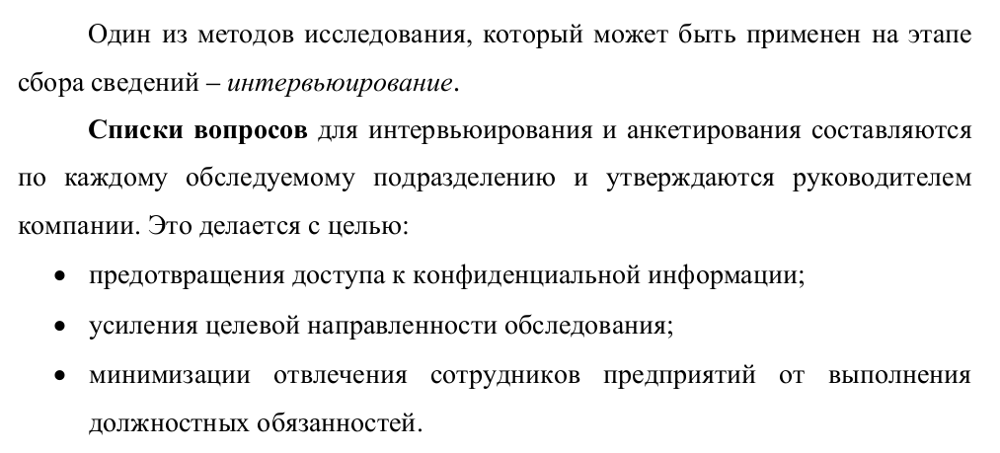 Один из методов исследования, который может быть применен на этапе
сбора сведений – интервьюирование.
Списки вопросов для интервьюирования и анкетирования составляются
по каждому обследуемому подразделению и утверждаются руководителем
компании. Это делается с целью:
• предотвращения доступа к конфиденциальной информации;
• усиления целевой направленности обследования;
• минимизации отвлечения сотрудников предприятий от выполнения
должностных обязанностей.